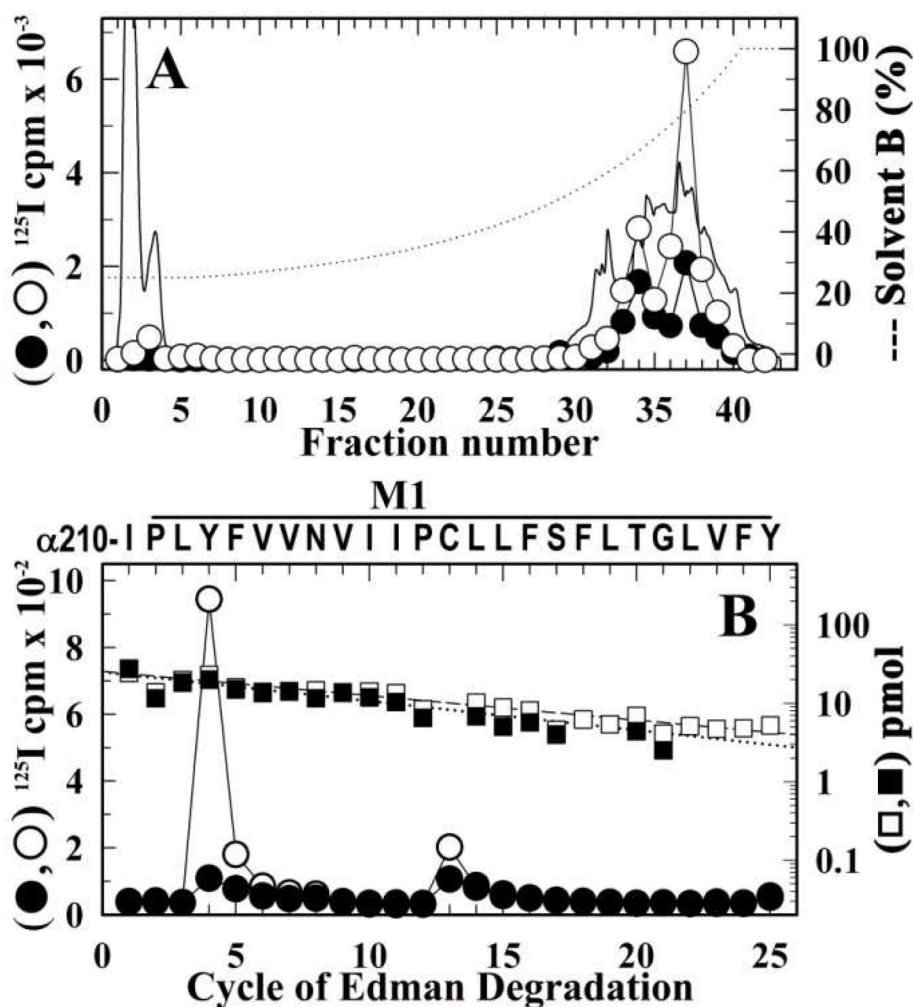 A
(●,○) ¹²⁵I cpm x 10⁻³
6
4
2
0
100
80
60
40
20
0
--- Solvent B (%)
0 5 10 15 20 25 30 35 40
Fraction number
M1
α210- I P L Y F V V N V I I P C L L F S F L T G L V F Y
B
(●,○) ¹²⁵I cpm x 10⁻²
10
8
6
4
2
0
100
10
1
0.1
(□,■) pmol
0 5 10 15 20 25
Cycle of Edman Degradation